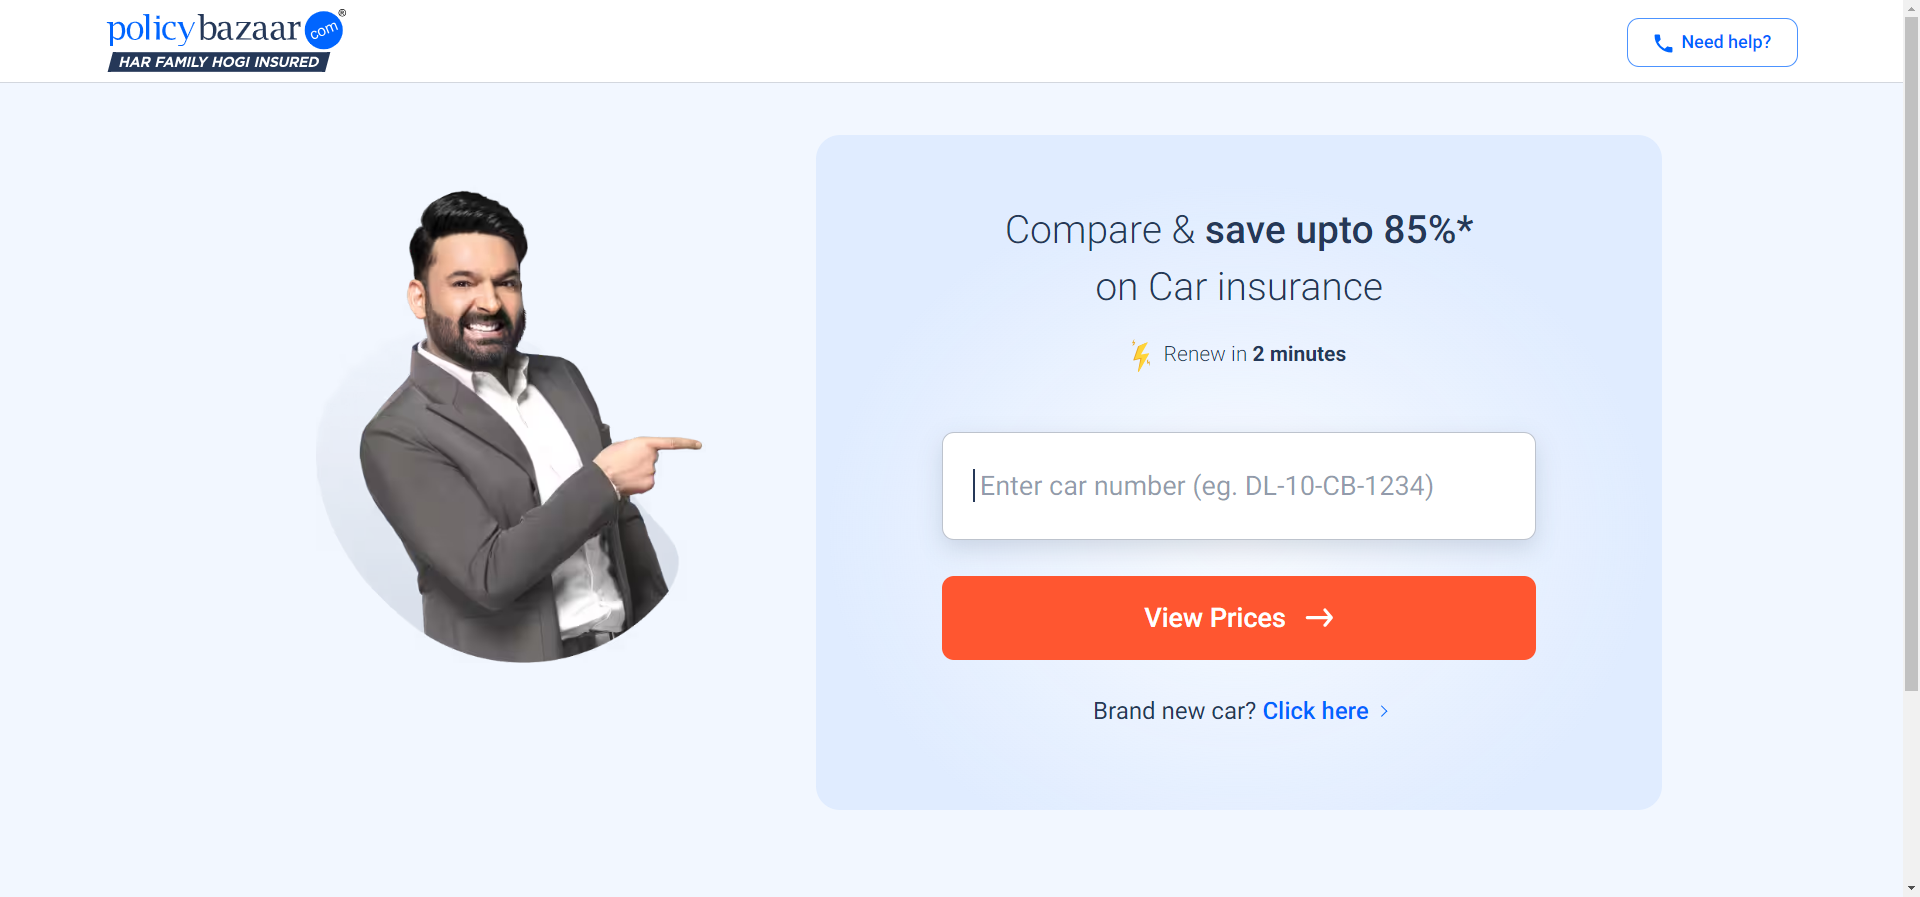 policybazaar.com®
HAR FAMILY HOGI INSURED
Need help?
Compare & save upto 85%*
on Car insurance
Renew in 2 minutes
Enter car number (eg. DL-10-CB-1234)
View Prices →
Brand new car? Click here >